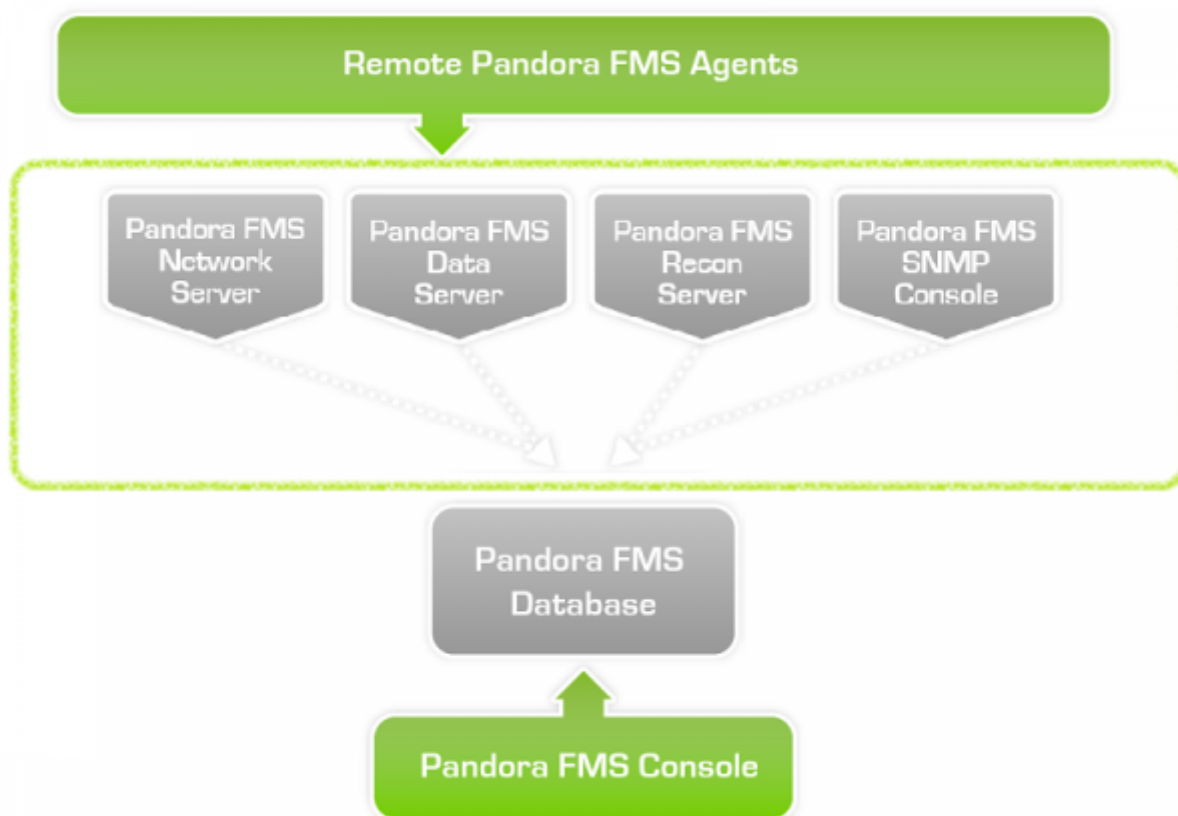 Remote Pandora FMS Agents
Pandora FMS
Network
Server
Pandora FMS
Data
Server
Pandora FMS
Recon
Server
Pandora FMS
SNMP
Console
Pandora FMS
Database
Pandora FMS Console